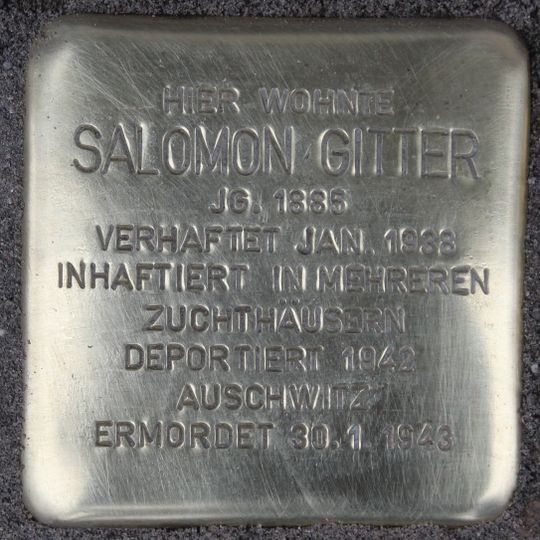 HIER WOHNTE
SALOMON GITTER
JG. 1885
VERHAFTET JAN. 1938
INHAFTIERT IN MEHREREN
ZUCHTHÄUSERN
DEPORTIERT 1942
AUSCHWITZ
ERMORDET 30.1. 1943